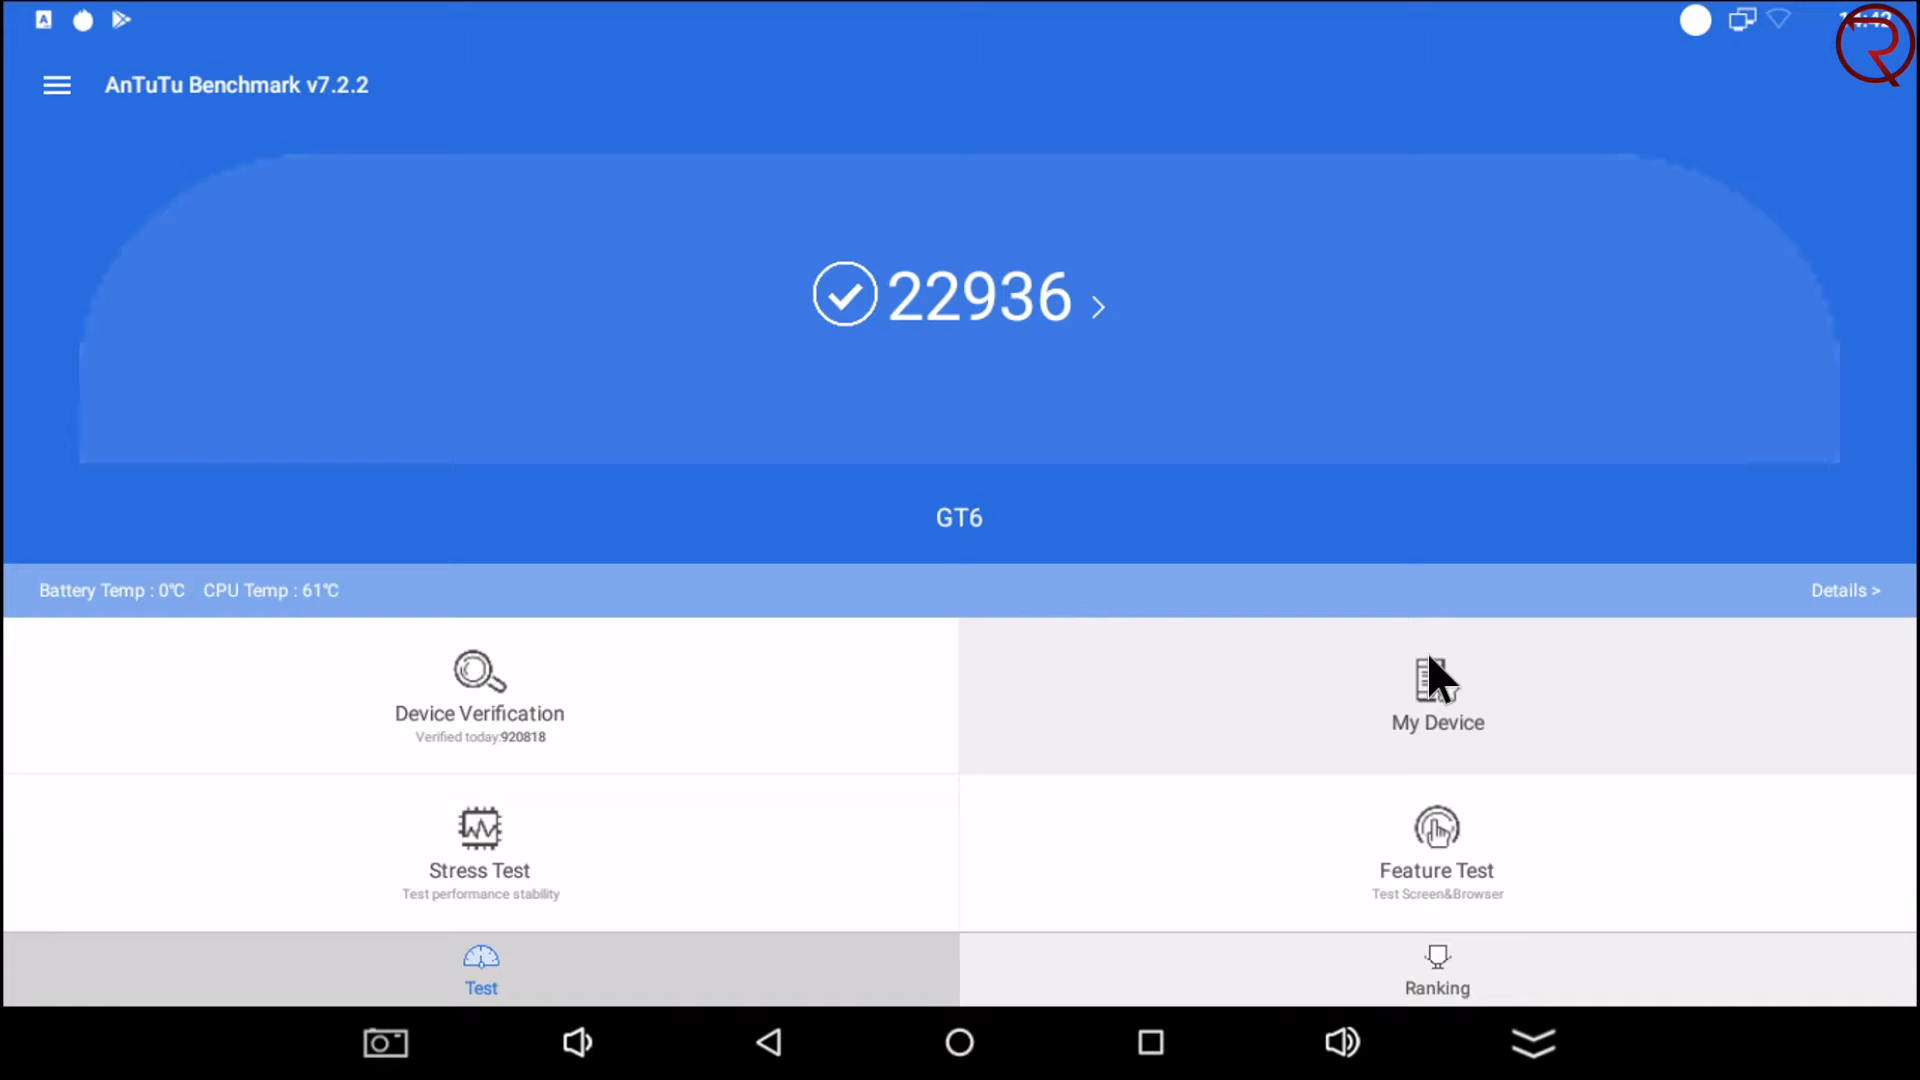 AnTuTu Benchmark v7.2.2
22936 >
GT6
Battery Temp : 0℃ CPU Temp : 61℃
Details >
Device Verification
Verified today:920818
My Device
Stress Test
Test performance stability
Feature Test
Test Screen&Browser
Test
Ranking